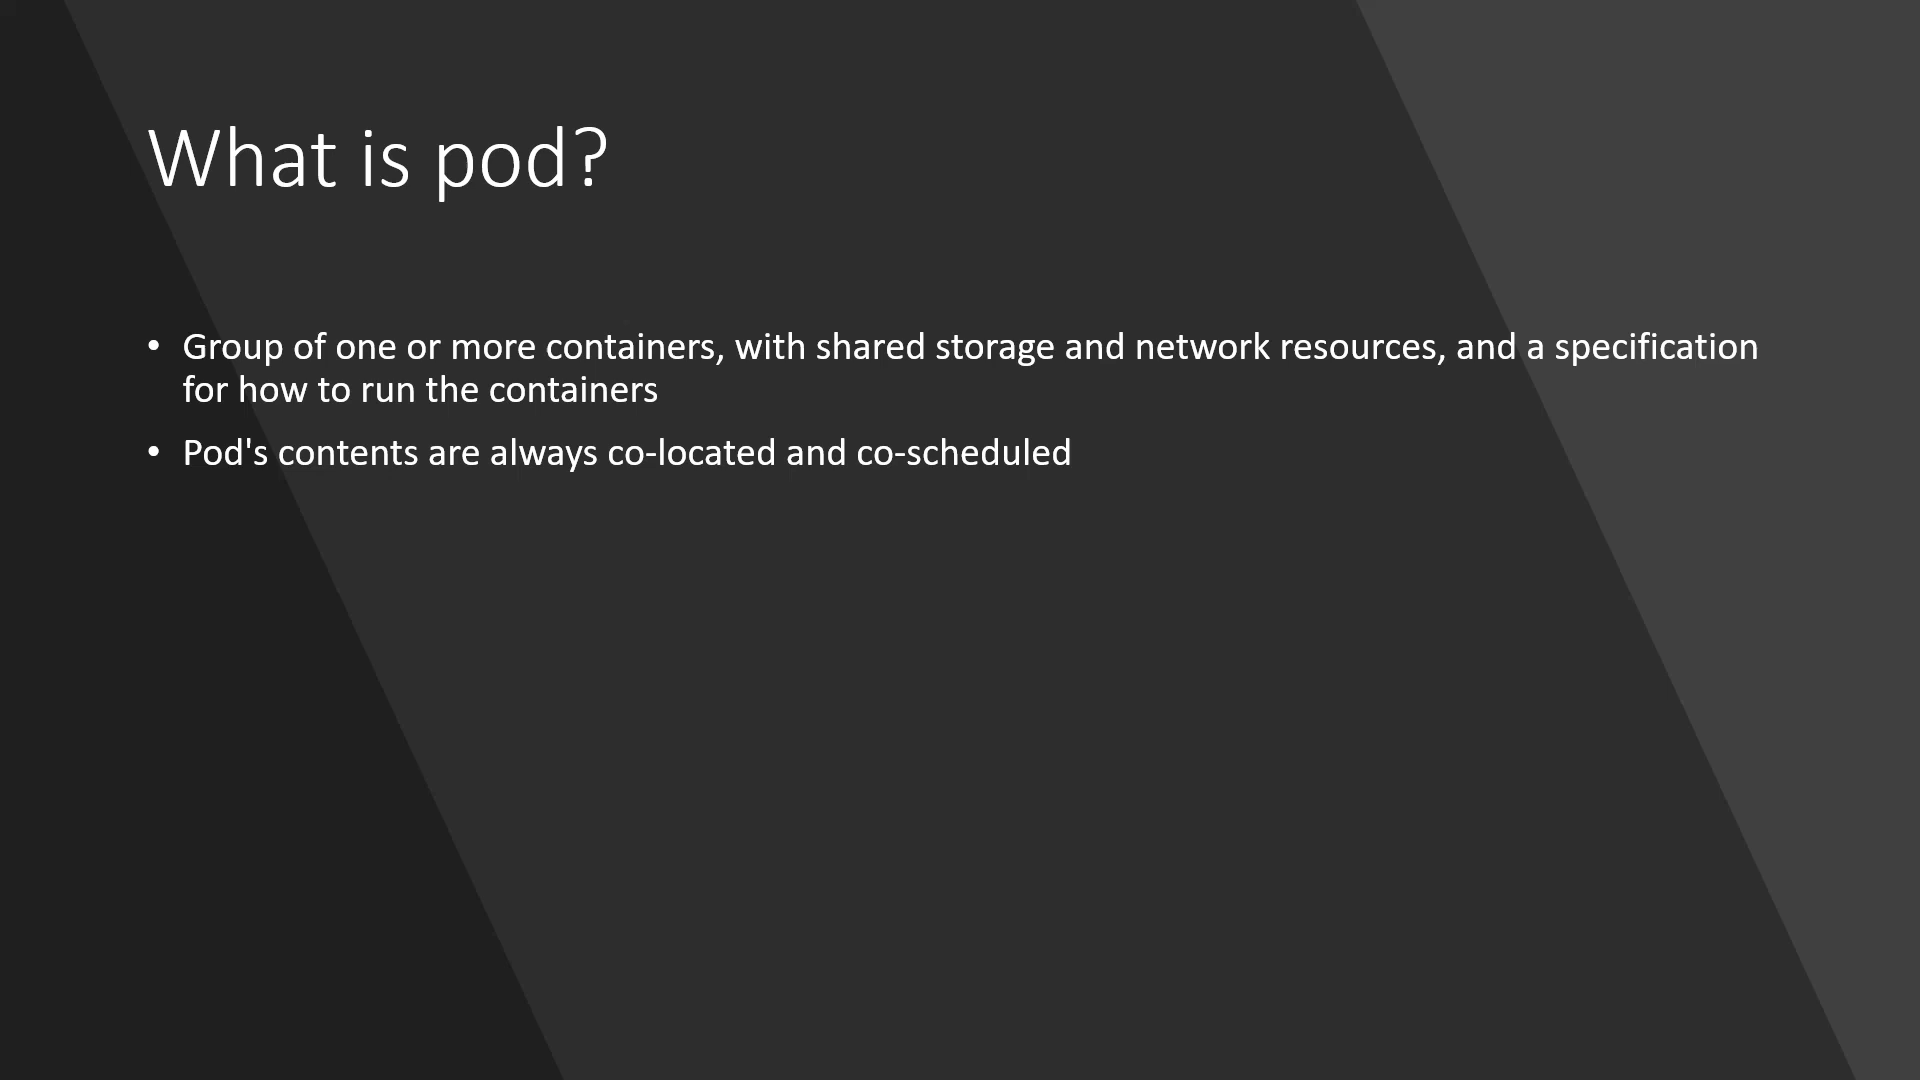 What is pod?
• Group of one or more containers, with shared storage and network resources, and a specification
for how to run the containers
• Pod's contents are always co-located and co-scheduled